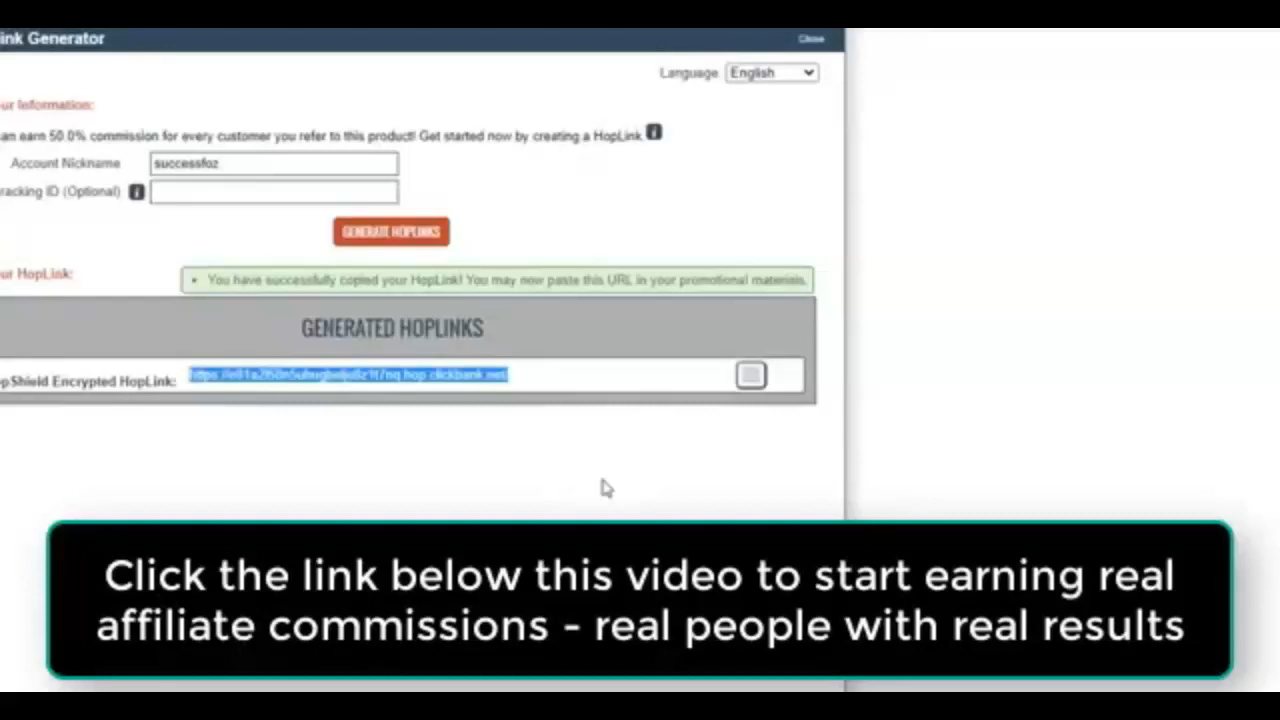 ink Generator
Close
Language English
ur Information:
an earn 50.0% commission for every customer you refer to this product! Get started now by creating a HopLink
Account Nickname successfoz
racking ID (Optional)
GENERATE HOPLINKS
ur HopLink:
You have successfully copied your HopLink! You may now paste this URL in your promotional materials.
GENERATED HOPLINKS
pShield Encrypted HopLink:
Click the link below this video to start earning real
affiliate commissions - real people with real results